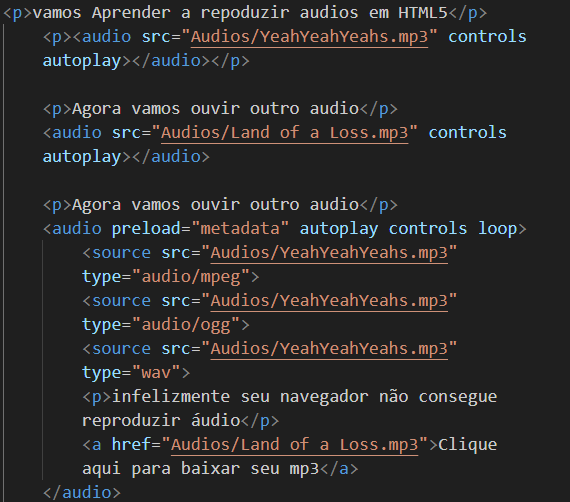 <p>vamos Aprender a repoduzir audios em HTML5</p>
<p><audio src="Audios/YeahYeahYeahs.mp3" controls
autoplay></audio></p>
<p>Agora vamos ouvir outro audio</p>
<audio src="Audios/Land of a Loss.mp3" controls
autoplay></audio>
<p>Agora vamos ouvir outro audio</p>
<audio preload="metadata" autoplay controls loop>
<source src="Audios/YeahYeahYeahs.mp3"
type="audio/mpeg">
<source src="Audios/YeahYeahYeahs.mp3"
type="audio/ogg">
<source src="Audios/YeahYeahYeahs.mp3"
type="wav">
<p>infelizmente seu navegador não consegue
reproduzir áudio</p>
<a href="Audios/Land of a Loss.mp3">Clique
aqui para baixar seu mp3</a>
</audio>